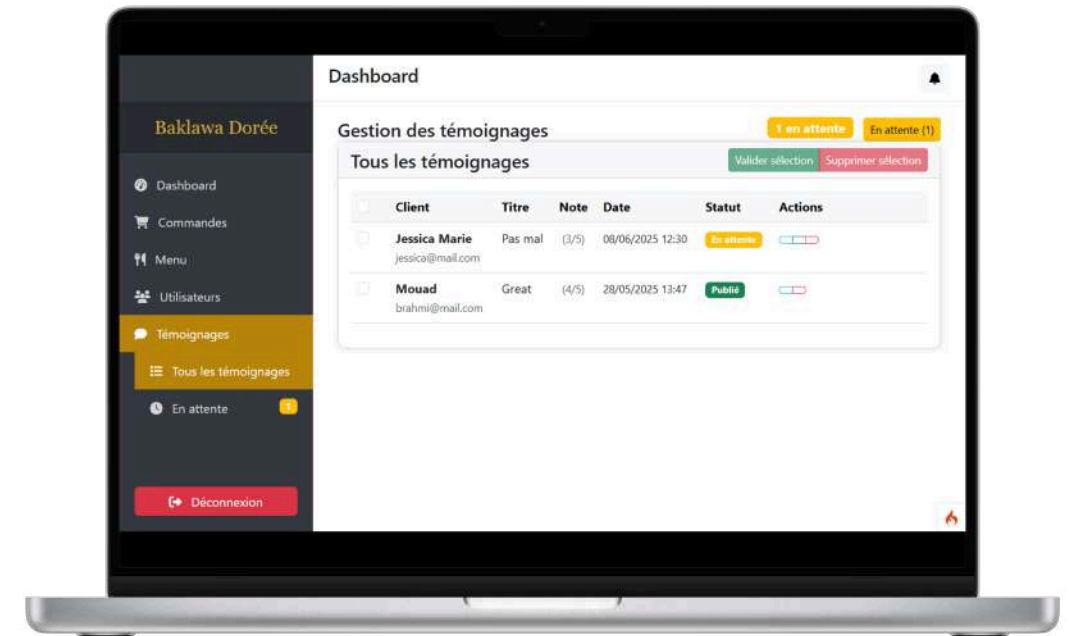 Dashboard
Baklawa Dorée
Gestion des témoignages
1 en attente
En attente (1)
Tous les témoignages
Valider sélection
Supprimer sélection
Dashboard
Commandes
Menu
Utilisateurs
Témoignages
Tous les témoignages
En attente
1
Déconnexion
Client Titre Note Date Statut Actions
Jessica Marie Pas mal (3/5) 08/06/2025 12:30 En attente
jessica@mail.com
Mouad Great (4/5) 28/05/2025 13:47 Publié
brahmi@mail.com